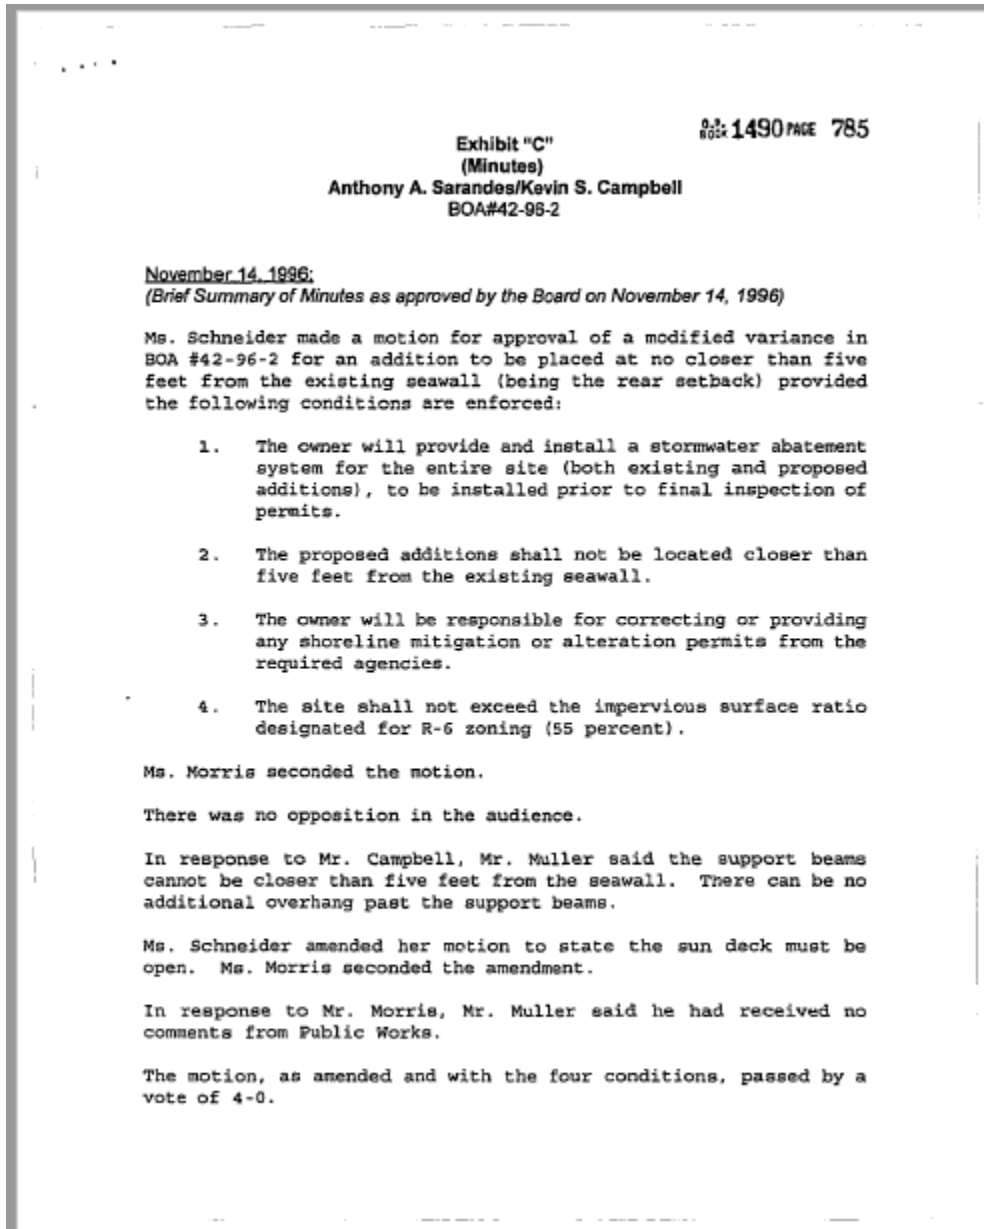 O.R. BOOK 1490 PAGE 785
Exhibit "C"
(Minutes)
Anthony A. Sarandes/Kevin S. Campbell
BOA#42-96-2
November 14, 1996:
(Brief Summary of Minutes as approved by the Board on November 14, 1996)
Ms. Schneider made a motion for approval of a modified variance in
BOA #42-96-2 for an addition to be placed at no closer than five
feet from the existing seawall (being the rear setback) provided
the following conditions are enforced:
1. The owner will provide and install a stormwater abatement
system for the entire site (both existing and proposed
additions), to be installed prior to final inspection of
permits.
2. The proposed additions shall not be located closer than
five feet from the existing seawall.
3. The owner will be responsible for correcting or providing
any shoreline mitigation or alteration permits from the
required agencies.
4. The site shall not exceed the impervious surface ratio
designated for R-6 zoning (55 percent).
Ms. Morris seconded the motion.
There was no opposition in the audience.
In response to Mr. Campbell, Mr. Muller said the support beams
cannot be closer than five feet from the seawall. There can be no
additional overhang past the support beams.
Ms. Schneider amended her motion to state the sun deck must be
open. Ms. Morris seconded the amendment.
In response to Mr. Morris, Mr. Muller said he had received no
comments from Public Works.
The motion, as amended and with the four conditions, passed by a
vote of 4-0.